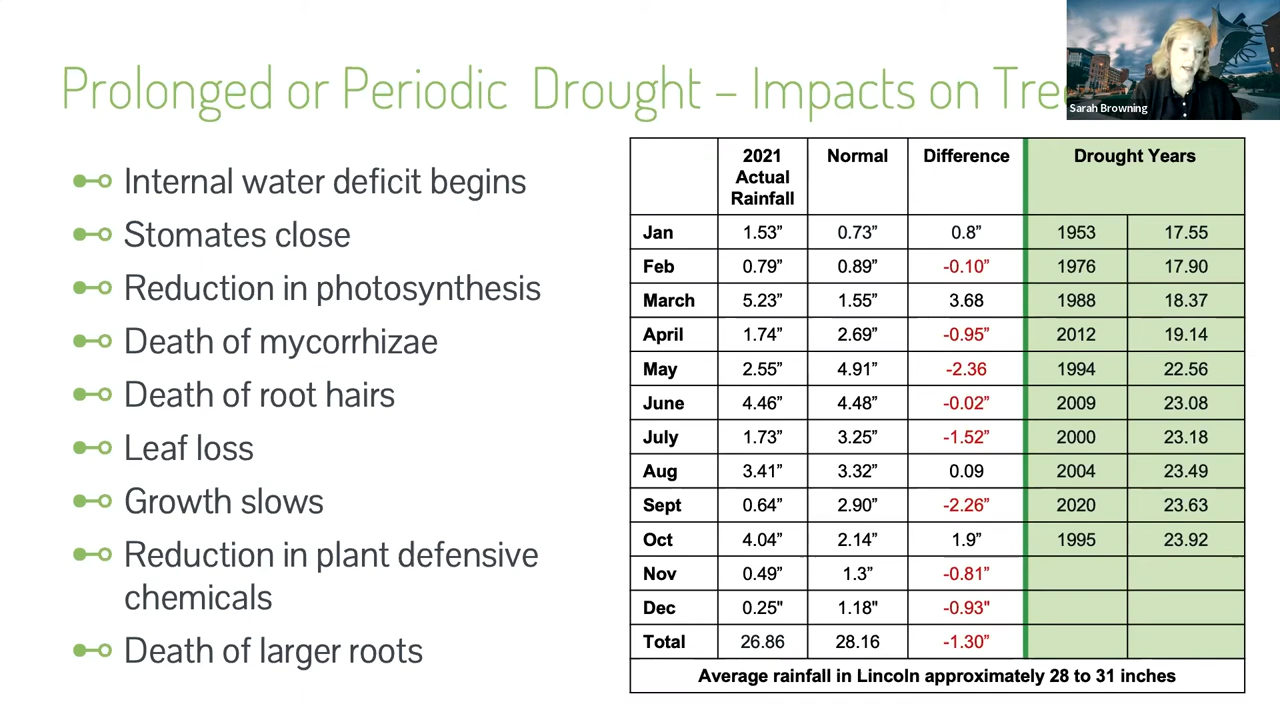 Prolonged or Periodic Drought – Impacts on Tre
Sarah Browning
Internal water deficit begins
Stomates close
Reduction in photosynthesis
Death of mycorrhizae
Death of root hairs
Leaf loss
Growth slows
Reduction in plant defensive
chemicals
Death of larger roots
2021 Actual Rainfall Normal Difference Drought Years
Jan 1.53” 0.73” 0.8” 1953 17.55
Feb 0.79” 0.89” -0.10” 1976 17.90
March 5.23” 1.55” 3.68 1988 18.37
April 1.74” 2.69” -0.95” 2012 19.14
May 2.55” 4.91” -2.36 1994 22.56
June 4.46” 4.48” -0.02” 2009 23.08
July 1.73” 3.25” -1.52” 2000 23.18
Aug 3.41” 3.32” 0.09 2004 23.49
Sept 0.64” 2.90” -2.26” 2020 23.63
Oct 4.04” 2.14” 1.9” 1995 23.92
Nov 0.49” 1.3” -0.81”
Dec 0.25" 1.18" -0.93"
Total 26.86 28.16 -1.30”
Average rainfall in Lincoln approximately 28 to 31 inches